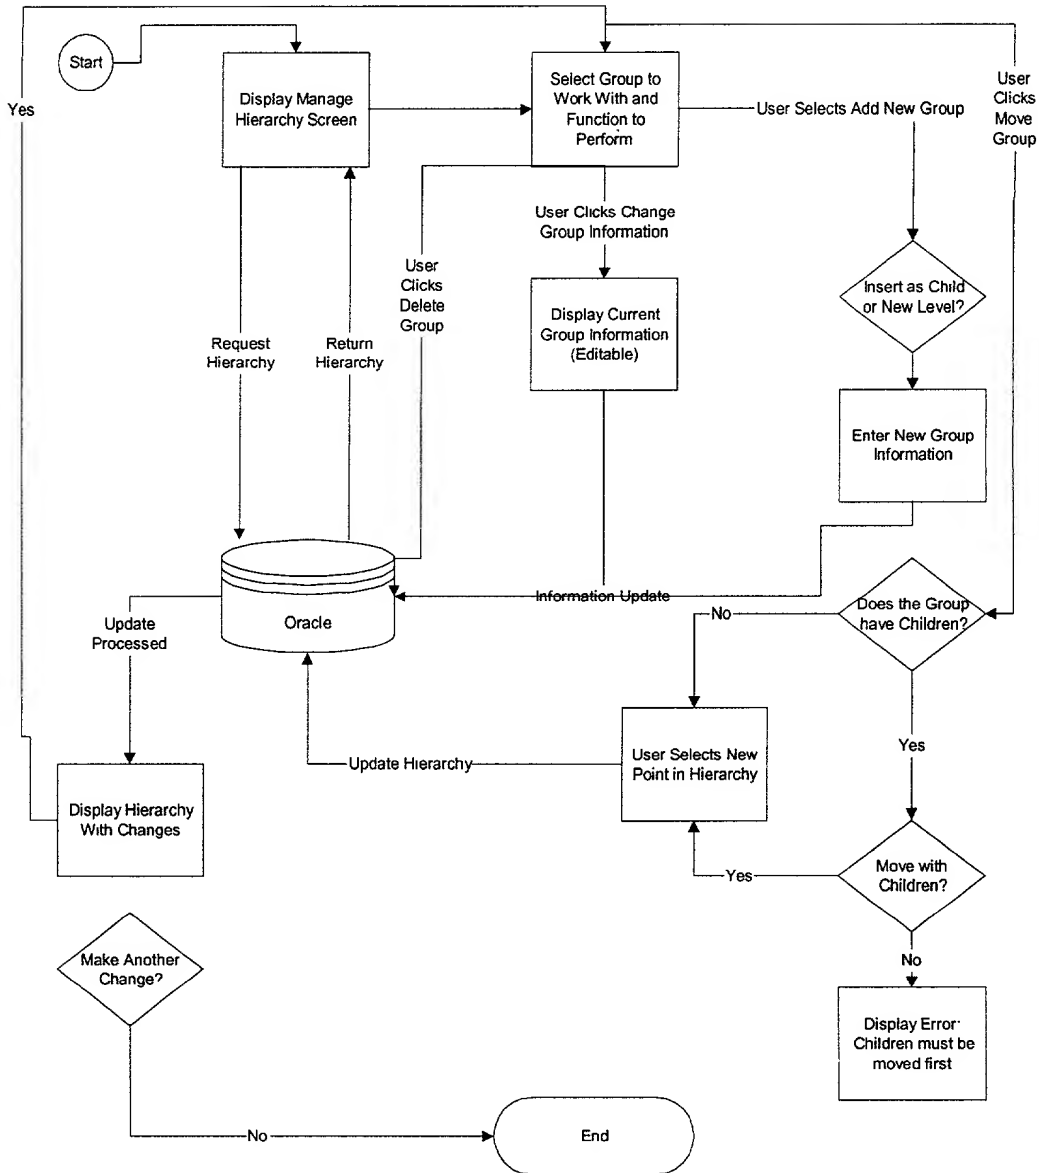 Start
Yes
Display Manage
Hierarchy Screen
Select Group to
Work With and
Function to
Perform
User Selects Add New Group
User
Clicks
Move
Group
User Clicks Change
Group Information
User
Clicks
Delete
Group
Insert as Child
or New Level?
Display Current
Group Information
(Editable)
Request
Hierarchy
Return
Hierarchy
Enter New Group
Information
Information Update
Oracle
Does the Group
have Children?
No
Update
Processed
Yes
User Selects New
Point in Hierarchy
Update Hierarchy
Display Hierarchy
With Changes
Move with
Children?
Yes
No
Make Another
Change?
Display Error:
Children must be
moved first
No
End